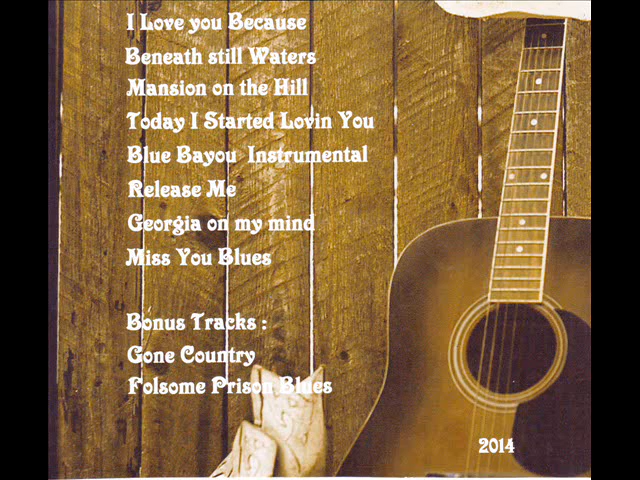 I Love you Because
Beneath still Waters
Mansion on the Hill
Today I Started Lovin You
Blue Bayou Instrumental
Release Me
Georgia on my mind
Miss You Blues
Bonus Tracks :
Gone Country
Folsome Prison Blues
2014